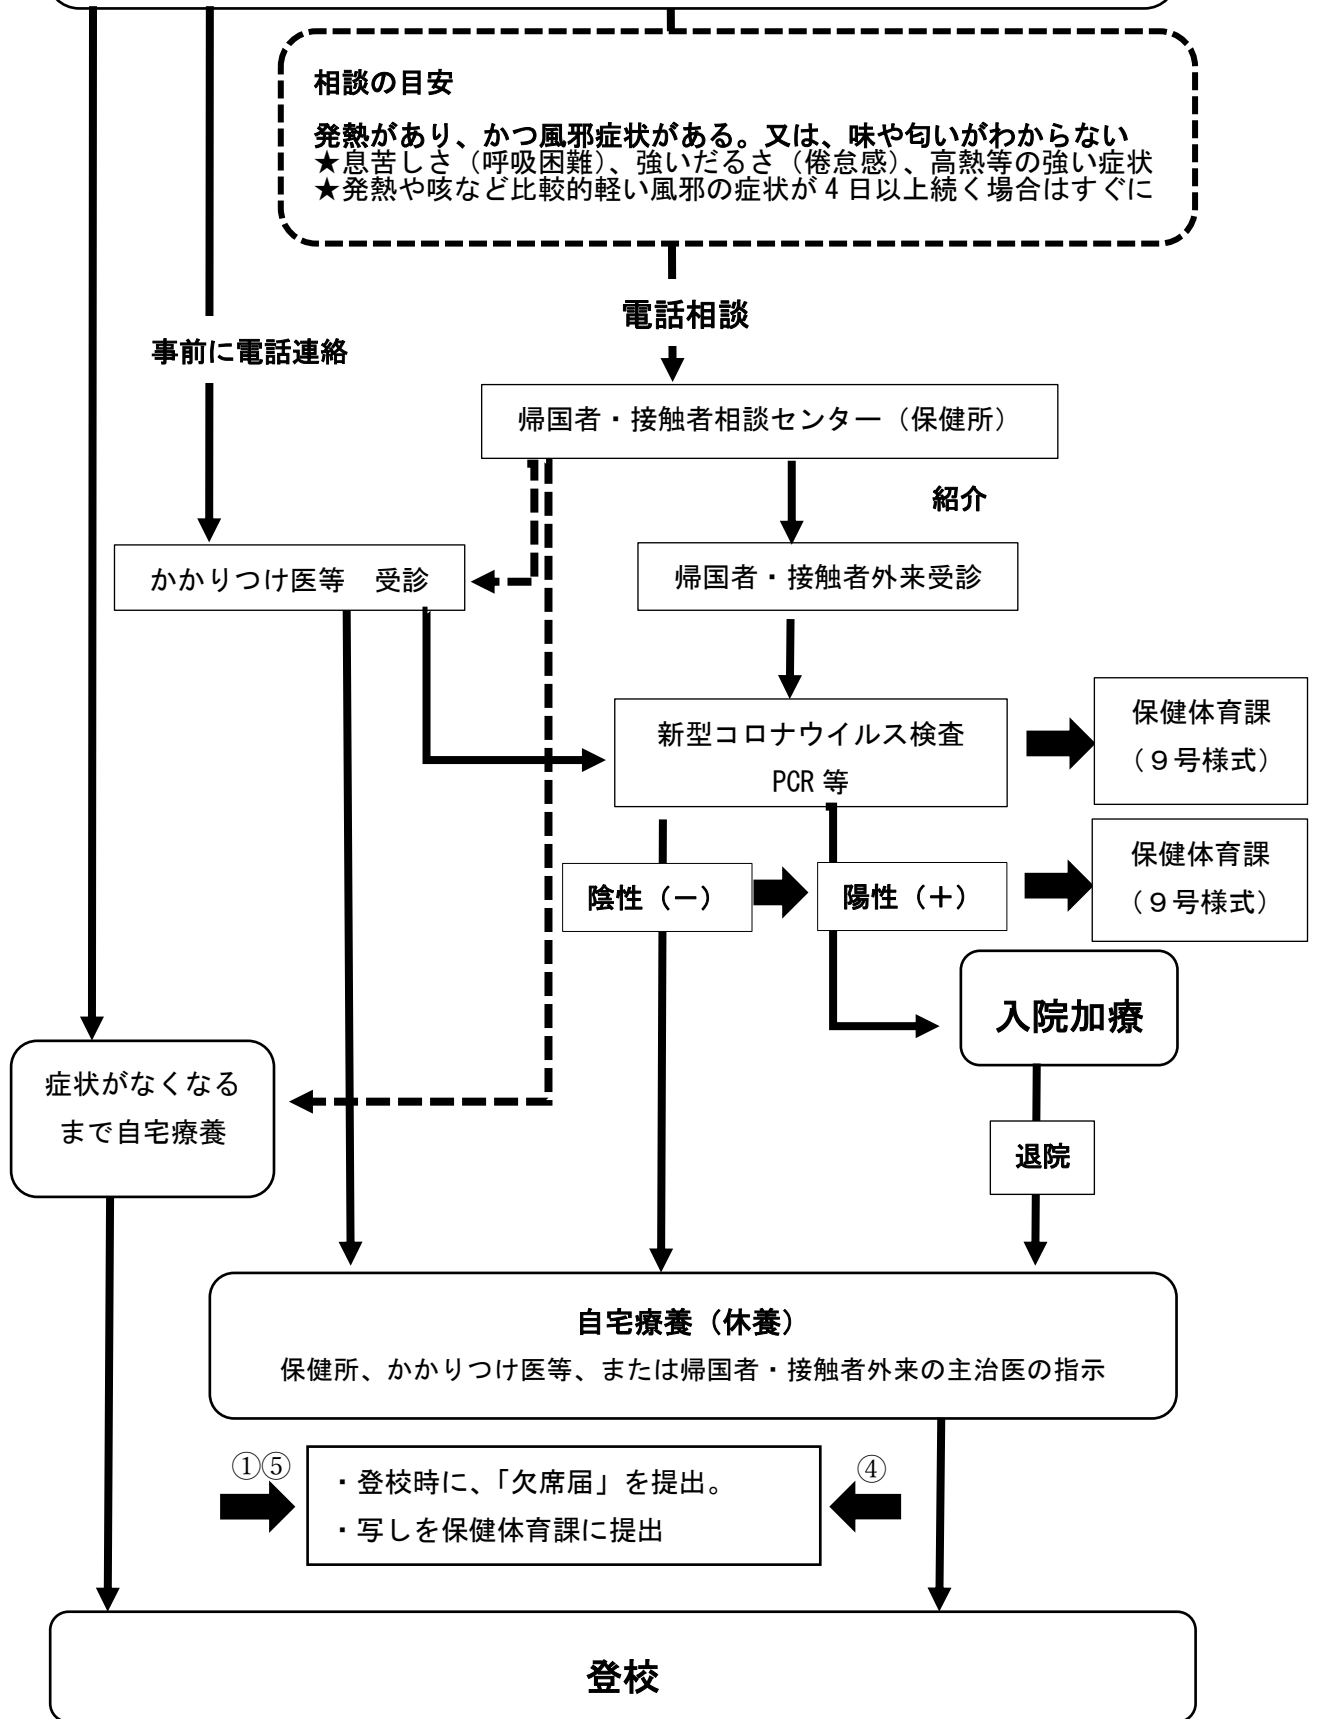 相談の目安
発熱があり、かつ風邪症状がある。又は、味や匂いがわからない
★息苦しさ（呼吸困難）、強いだるさ（倦怠感）、高熱等の強い症状
★発熱や咳など比較的軽い風邪の症状が４日以上続く場合はすぐに
電話相談
事前に電話連絡
帰国者・接触者相談センター（保健所）
紹介
かかりつけ医等　受診
帰国者・接触者外来受診
新型コロナウイルス検査
PCR 等
保健体育課
（９号様式）
陰性（－）
陽性（＋）
保健体育課
（９号様式）
入院加療
症状がなくなる
まで自宅療養
退院
自宅療養（休養）
保健所、かかりつけ医等、または帰国者・接触者外来の主治医の指示
①⑤
・登校時に、「欠席届」を提出。
・写しを保健体育課に提出
④
登校